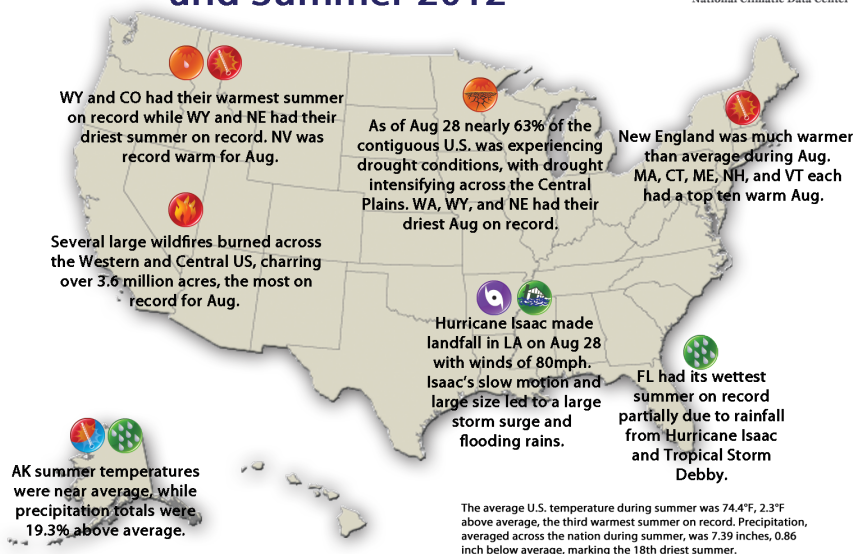 and Summer 2012
National Climatic Data Center
WY and CO had their warmest summer
on record while WY and NE had their
driest summer on record. NV was
record warm for Aug.
As of Aug 28 nearly 63% of the
contiguous U.S. was experiencing
drought conditions, with drought
intensifying across the Central
Plains. WA, WY, and NE had their
driest Aug on record.
New England was much warmer
than average during Aug.
MA, CT, ME, NH, and VT each
had a top ten warm Aug.
Several large wildfires burned across
the Western and Central US, charring
over 3.6 million acres, the most on
record for Aug.
Hurricane Isaac made
landfall in LA on Aug 28
with winds of 80mph.
Isaac's slow motion and
large size led to a large
storm surge and
flooding rains.
FL had its wettest
summer on record
partially due to rainfall
from Hurricane Isaac
and Tropical Storm
Debby.
AK summer temperatures
were near average, while
precipitation totals were
19.3% above average.
The average U.S. temperature during summer was 74.4°F, 2.3°F
above average, the third warmest summer on record. Precipitation,
averaged across the nation during summer, was 7.39 inches, 0.86
inch below average, marking the 18th driest summer.